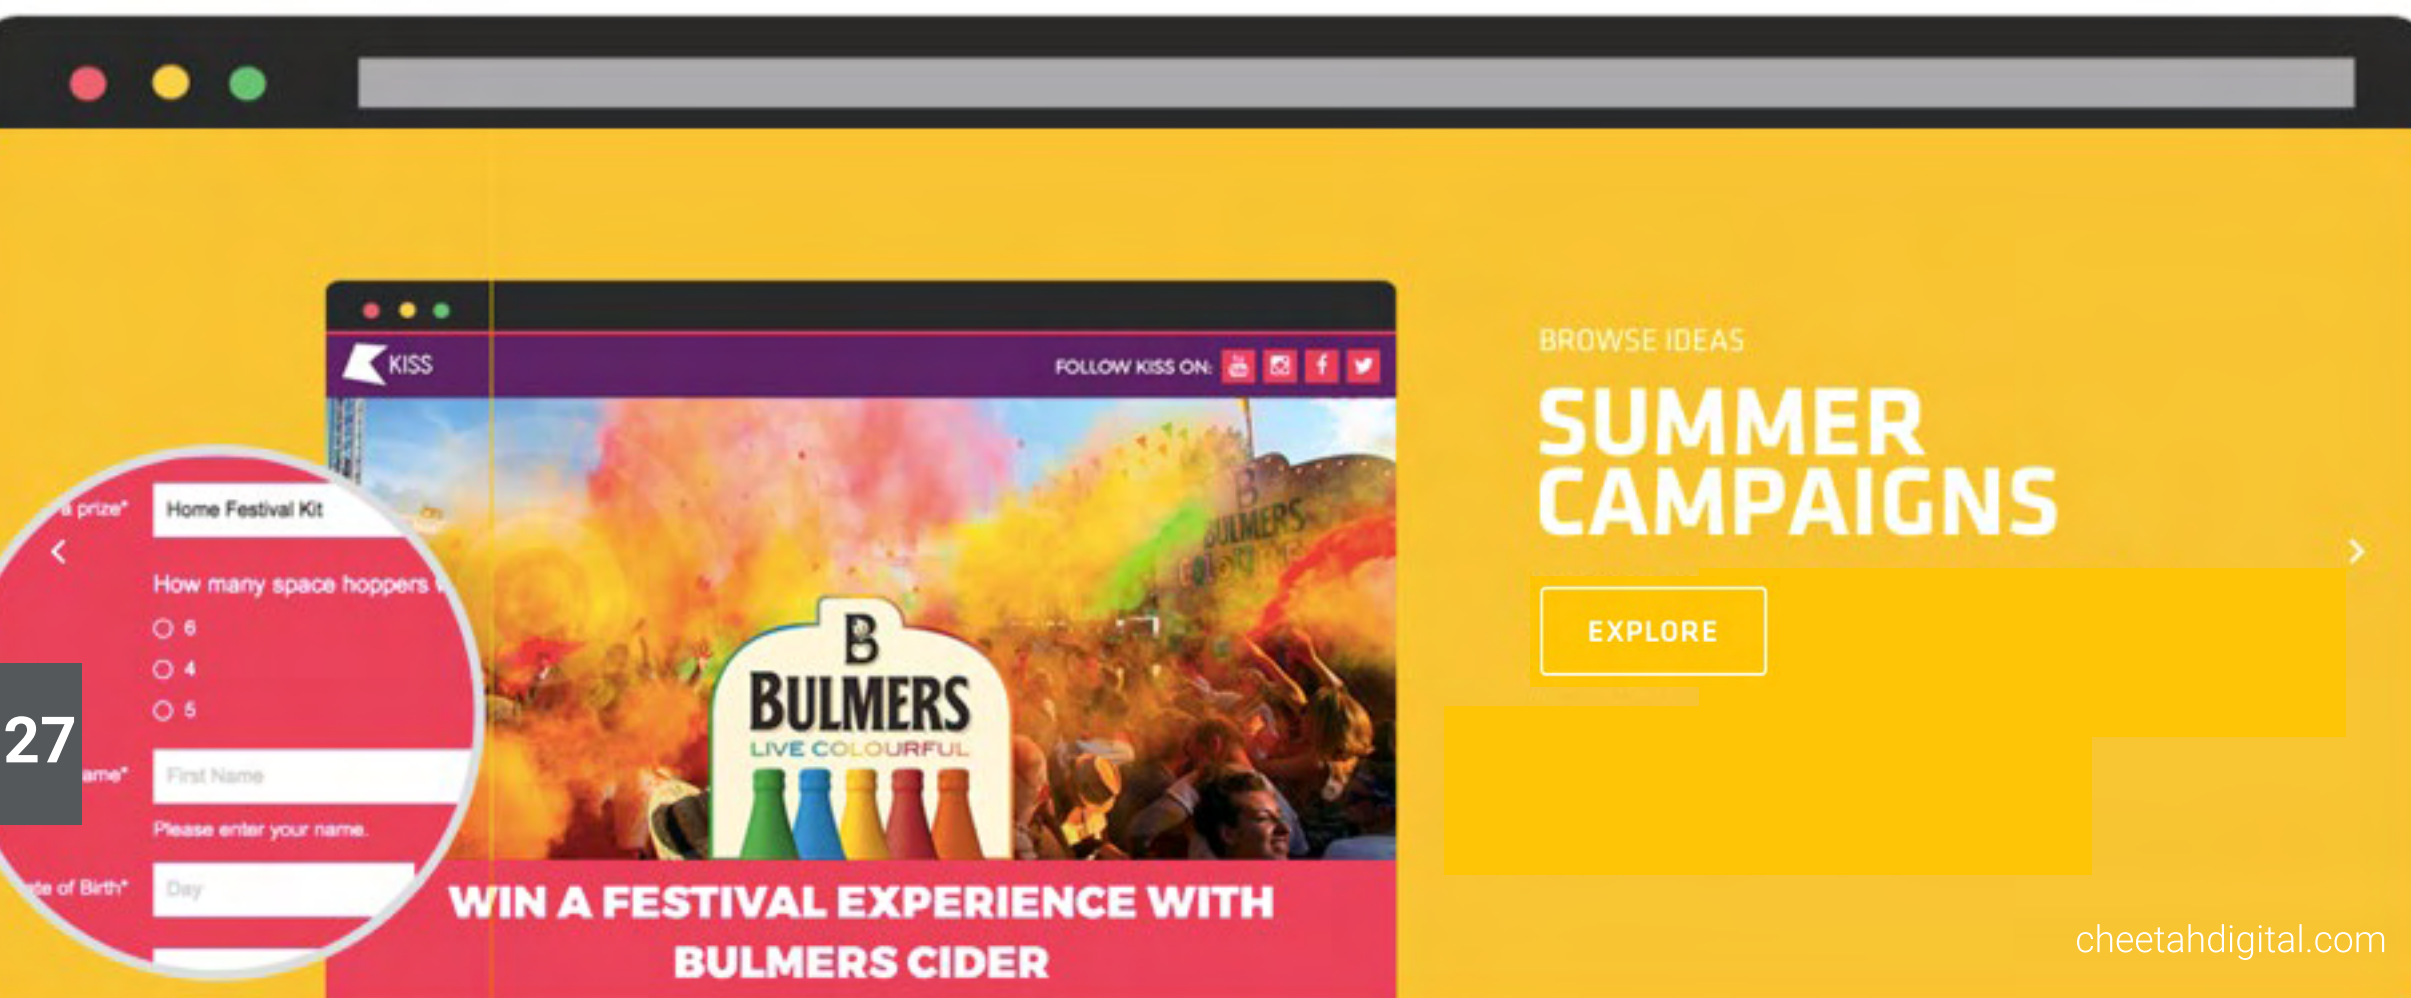 KISS
FOLLOW KISS ON:
BROWSE IDEAS
SUMMER
CAMPAIGNS
EXPLORE
a prize*
Home Festival Kit
How many space hoppers
6
4
5
27
First Name
Please enter your name.
of Birth*
Day
B
BULMERS
B
BULMERS
LIVE COLOURFUL
WIN A FESTIVAL EXPERIENCE WITH
BULMERS CIDER
cheetahdigital.com